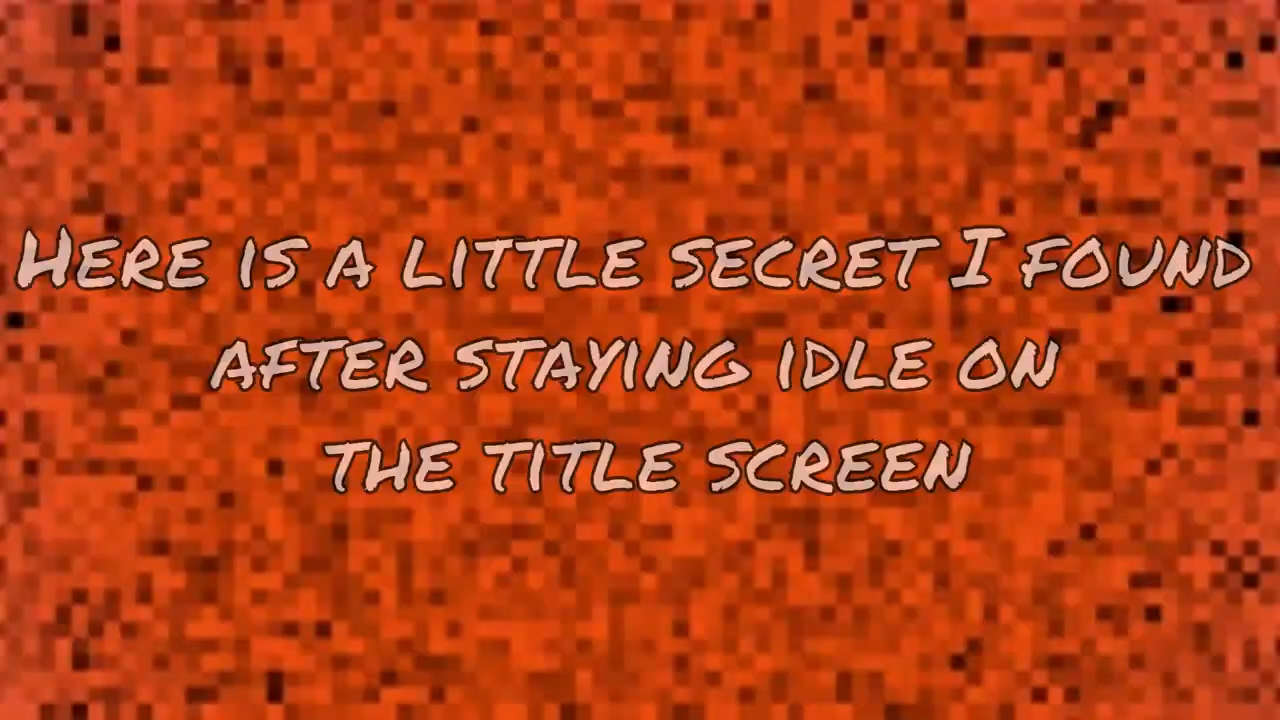 Here is a little secret I found
after staying idle on
the title screen